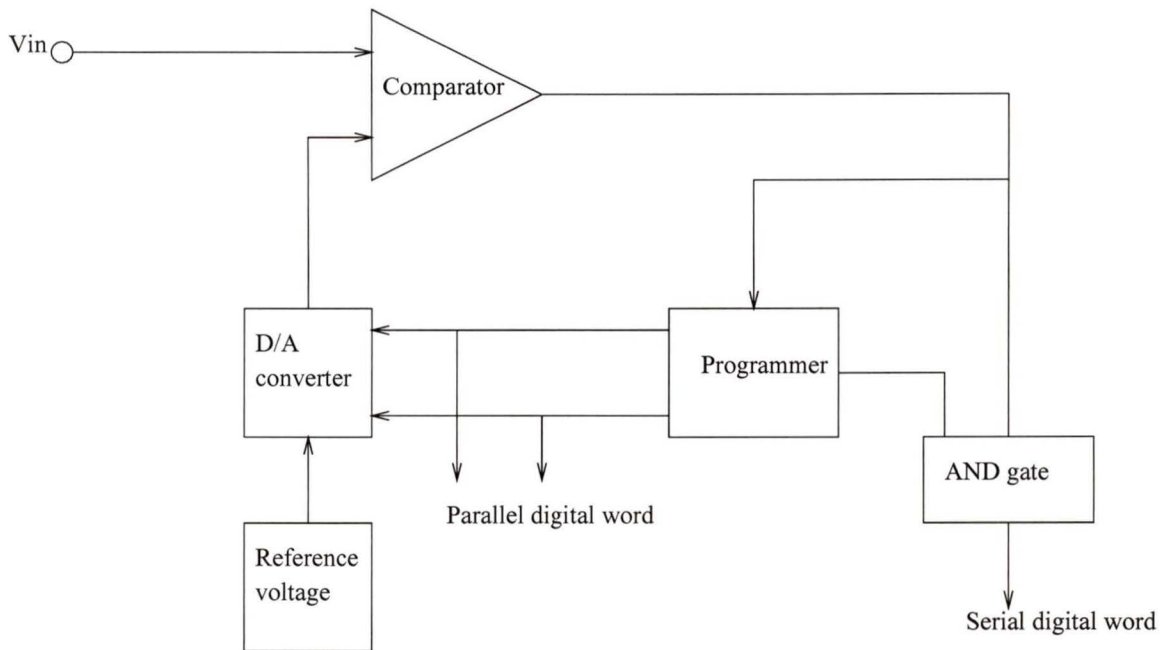 Vin
Comparator
D/A
converter
Programmer
AND gate
Parallel digital word
Reference
voltage
Serial digital word